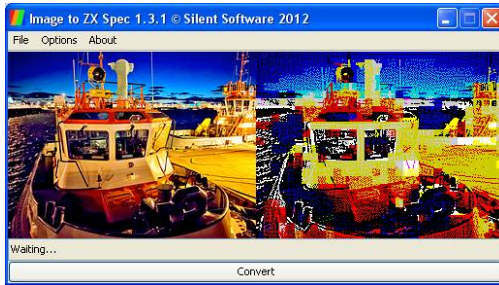 Image to ZX Spec 1.3.1 © Silent Software 2012
File Options About
Waiting...
Convert